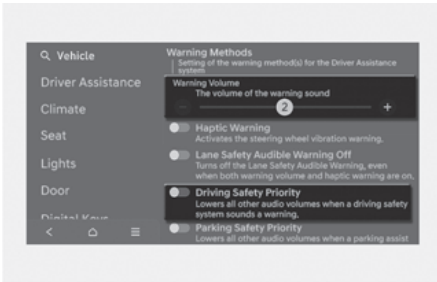 Vehicle
Driver Assistance
Climate
Seat
Lights
Door
Digital Keys
Warning Methods
Setting of the warning method(s) for the Driver Assistance
system
Warning Volume
The volume of the warning sound
2
Haptic Warning
Activates the steering wheel vibration warning.
Lane Safety Audible Warning Off
Turns off the Lane Safety Audible Warning, even
when both warning volume and haptic warning are on.
Driving Safety Priority
Lowers all other audio volumes when a driving safety
system sounds a warning,
Parking Safety Priority
Lowers all other audio volumes when a parking assist